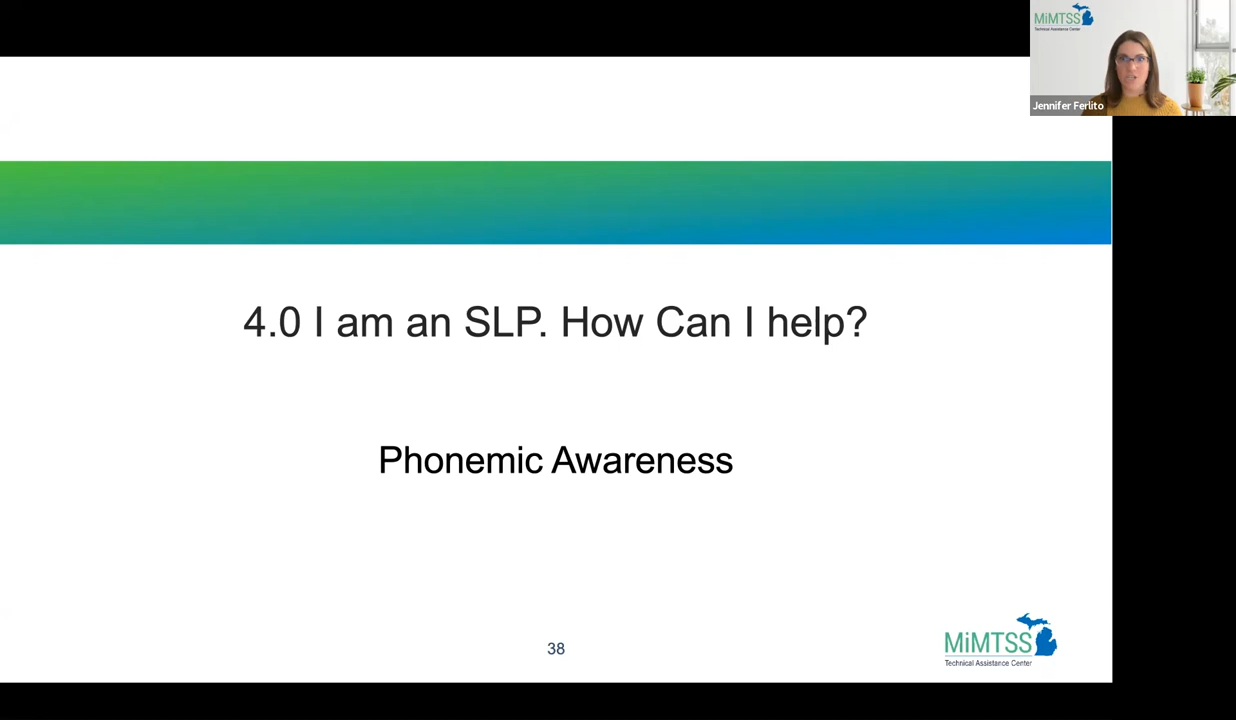 MiMTSS
Technical Assistance Center
Jennifer Ferlito
4.0 I am an SLP. How Can I help?
Phonemic Awareness
38
MiMTSS
Technical Assistance Center